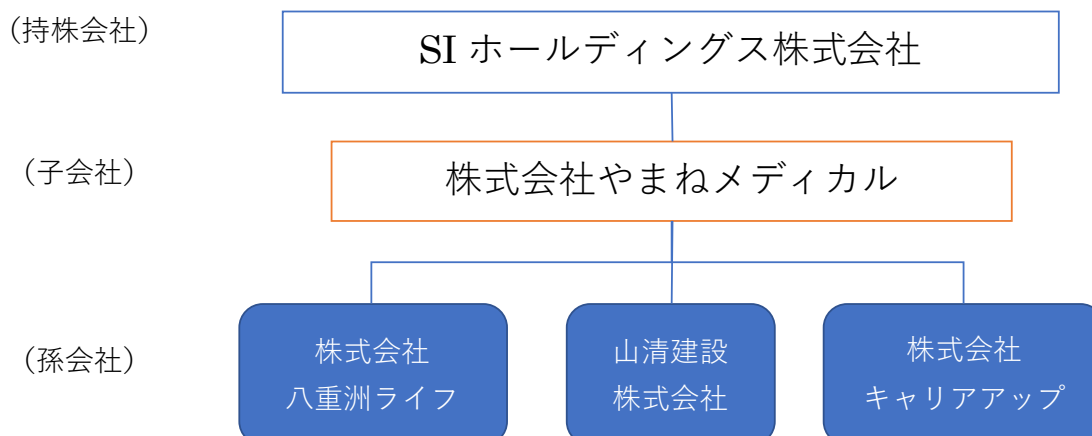 (持株会社)
SI ホールディングス株式会社
(子会社)
株式会社やまねメディカル
(孫会社)
株式会社
八重洲ライフ
山清建設
株式会社
株式会社
キャリアアップ